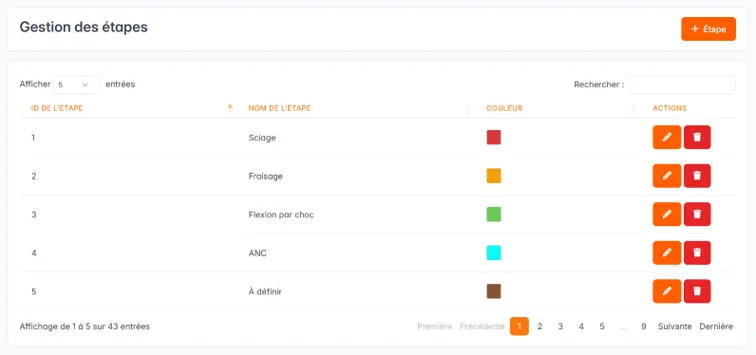 Gestion des étapes
+ Étape
Afficher 5 entrées
Rechercher :
ID DE L'ÉTAPE NOM DE L'ÉTAPE COULEUR ACTIONS
1 Sciage
2 Fraisage
3 Flexion par choc
4 ANC
5 À définir
Affichage de 1 à 5 sur 43 entrées
Première Précédente 1 2 3 4 5 ... 9 Suivante Dernière